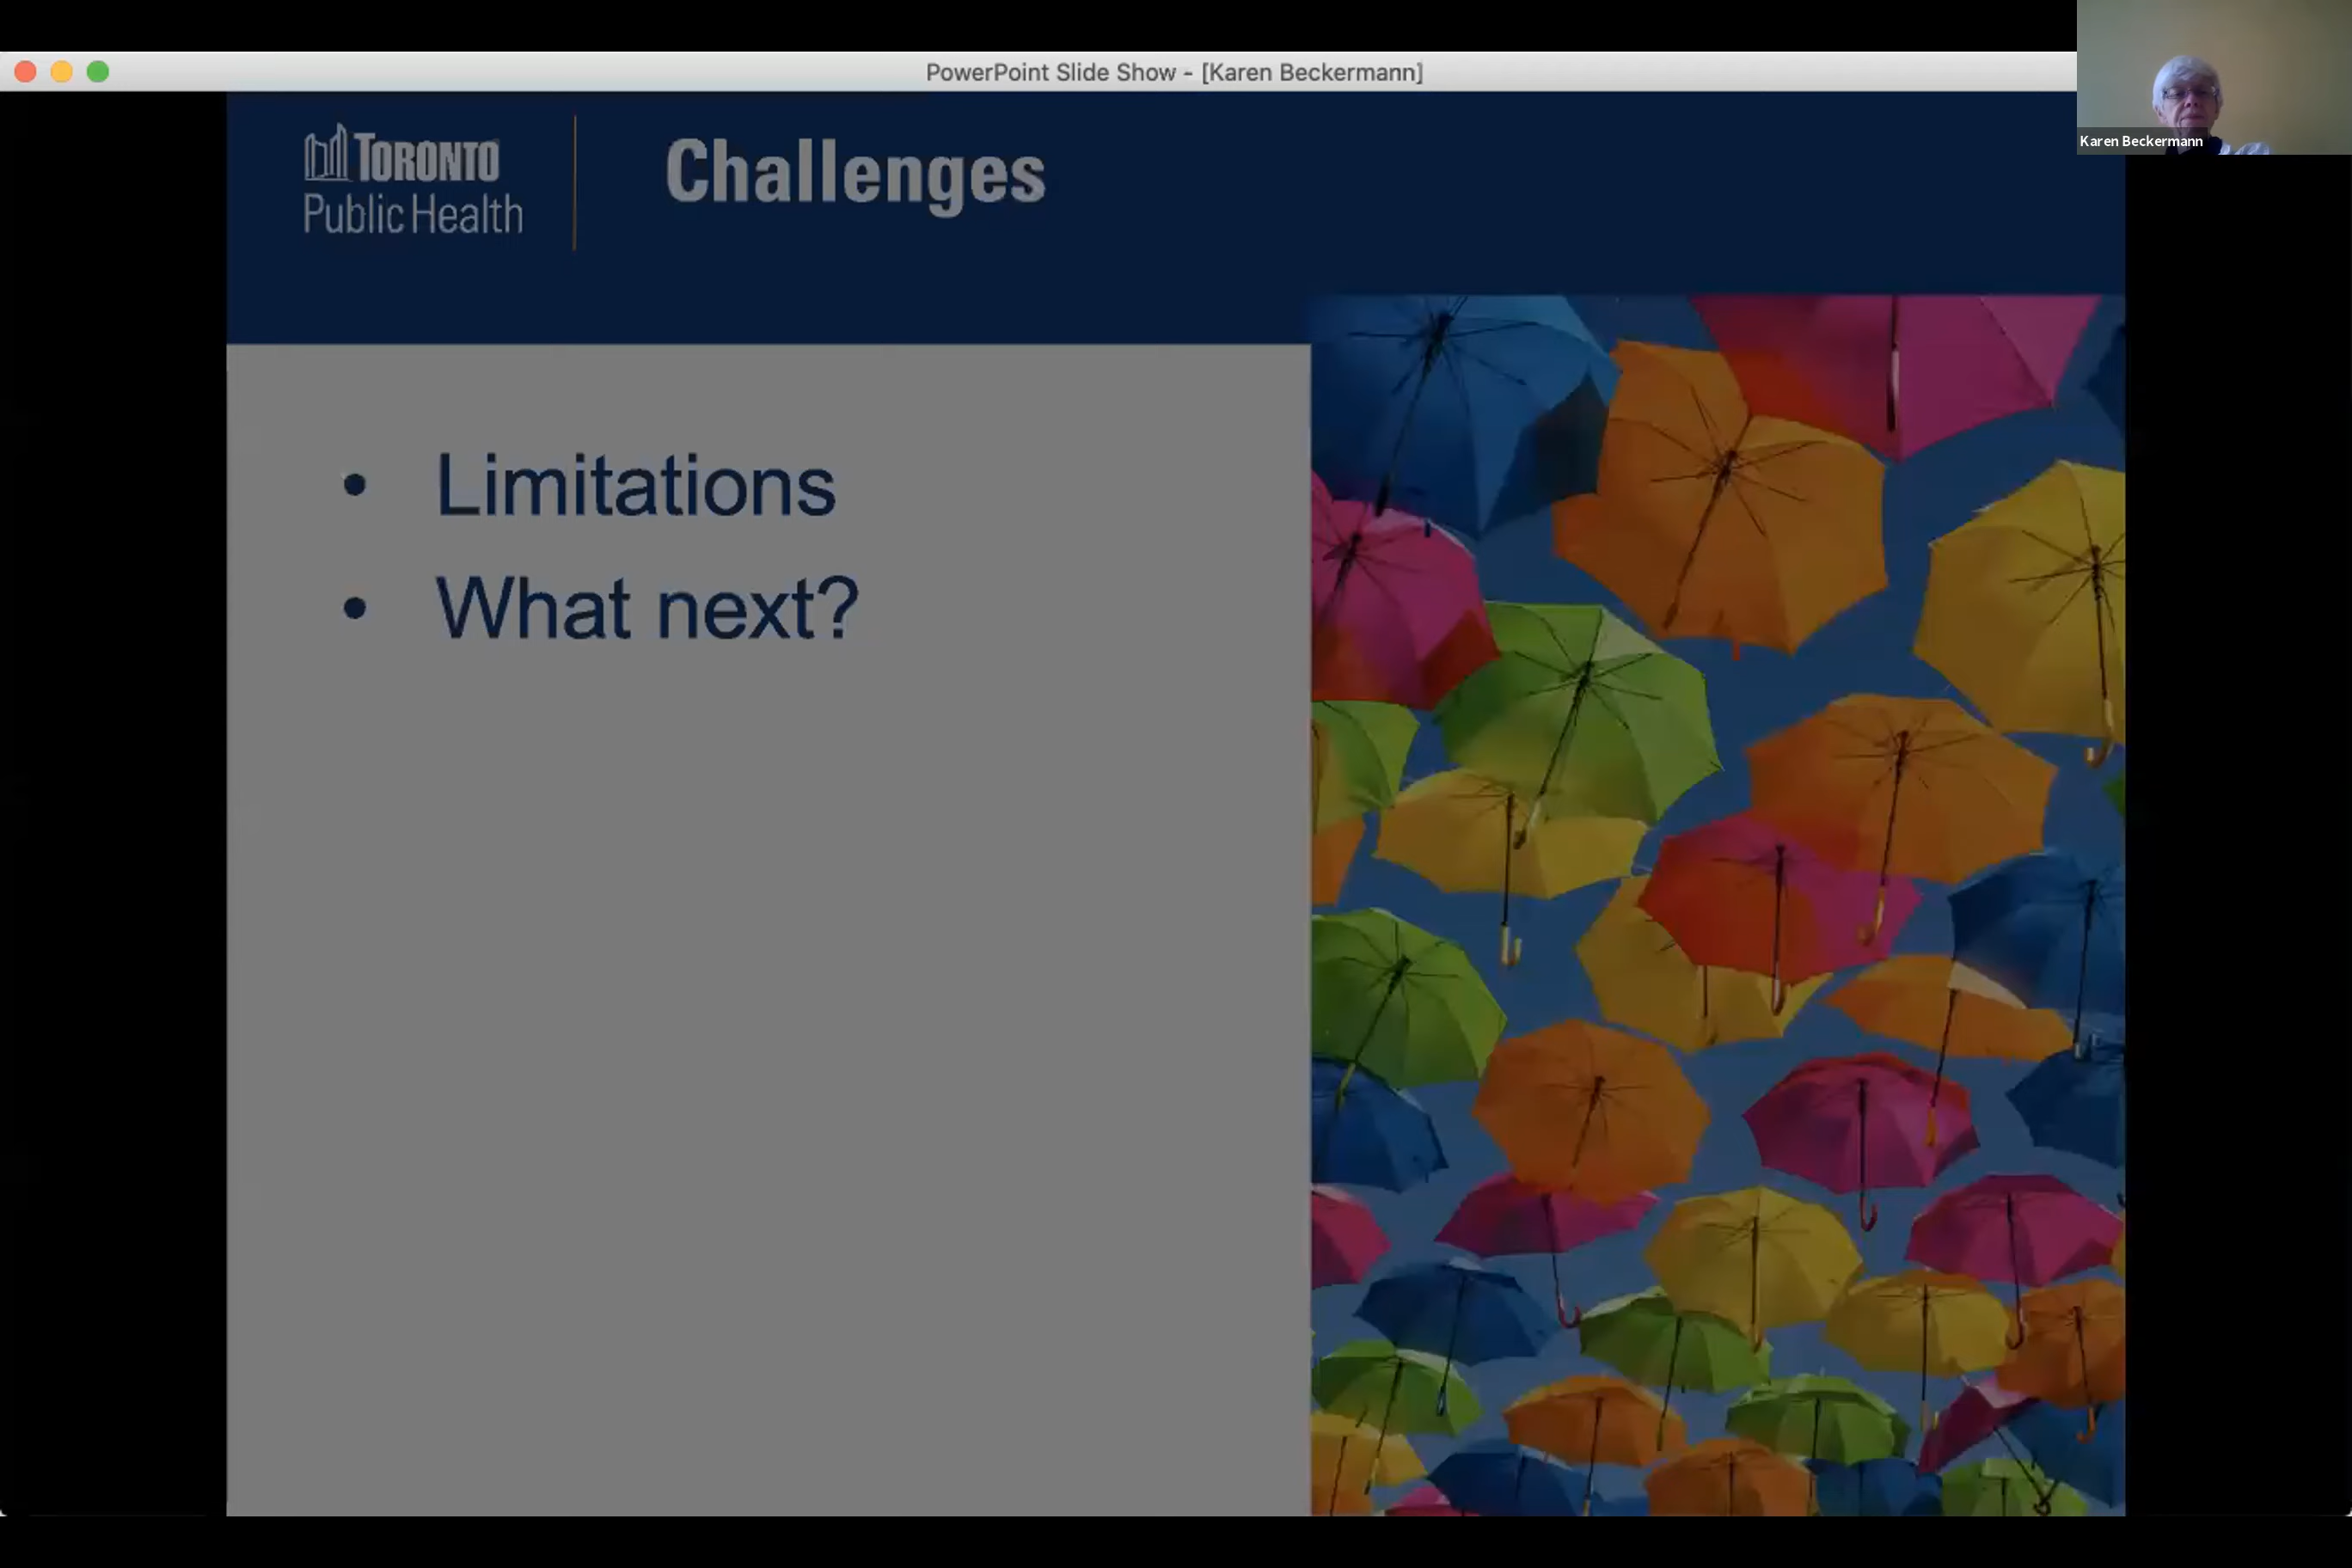 PowerPoint Slide Show - [Karen Beckermann]
Karen Beckermann
TORONTO
Public Health
Challenges
• Limitations
• What next?